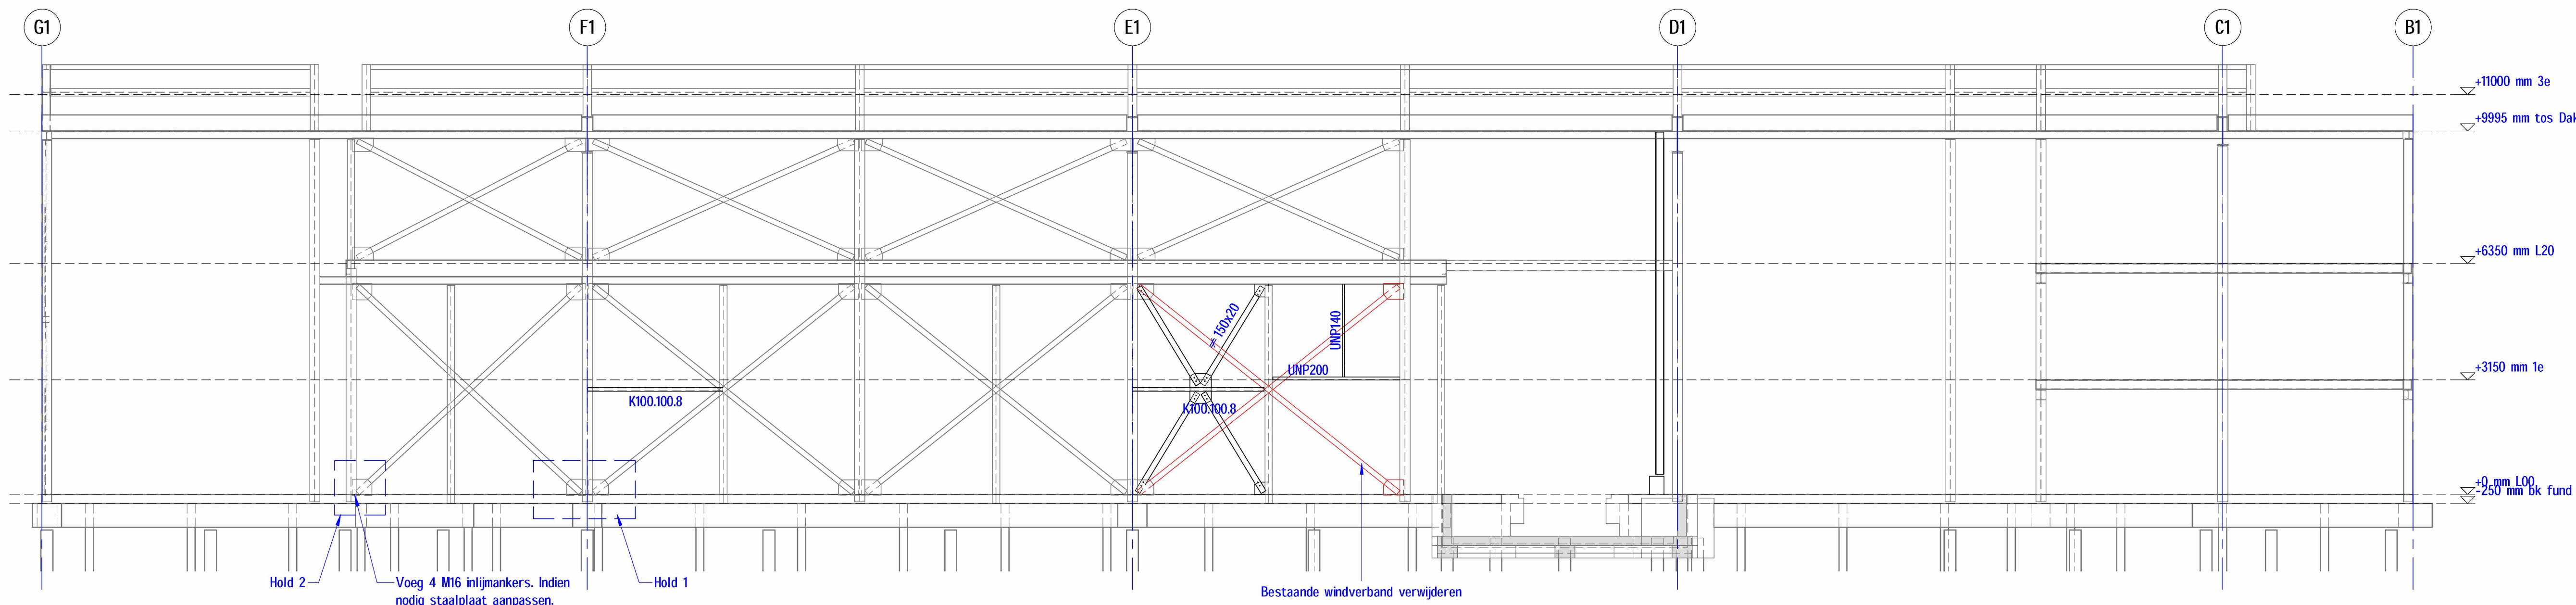 G1
F1
E1
D1
C1
B1
+11000 mm 3e
+9995 mm tos Dak
+6350 mm L20
# 150x20
UNP140
UNP200
+3150 mm 1e
K100.100.8
K100.100.8
+0 mm L00
-250 mm bk fund
Hold 2
Voeg 4 M16 inlijmankers. Indien
nodig staalplaat aanpassen.
Hold 1
Bestaande windverband verwijderen